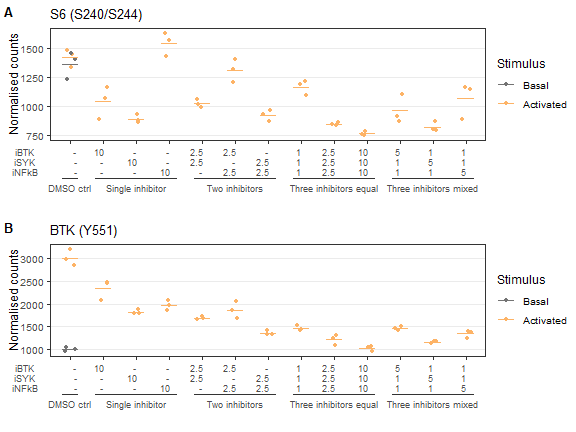 A
S6 (S240/S244)
Normalised counts
1500
1250
1000
750
iBTK - 10 - - 2.5 2.5 - 1 2.5 10 5 1 1
iSYK - - 10 - 2.5 - 2.5 1 2.5 10 1 5 1
iNFkB - - - 10 - 2.5 2.5 1 2.5 10 1 1 5
DMSO ctrl Single inhibitor Two inhibitors Three inhibitors equal Three inhibitors mixed
Stimulus
Basal
Activated
B
BTK (Y551)
Normalised counts
3000
2500
2000
1500
1000
iBTK - 10 - - 2.5 2.5 - 1 2.5 10 5 1 1
iSYK - - 10 - 2.5 - 2.5 1 2.5 10 1 5 1
iNFkB - - - 10 - 2.5 2.5 1 2.5 10 1 1 5
DMSO ctrl Single inhibitor Two inhibitors Three inhibitors equal Three inhibitors mixed
Stimulus
Basal
Activated